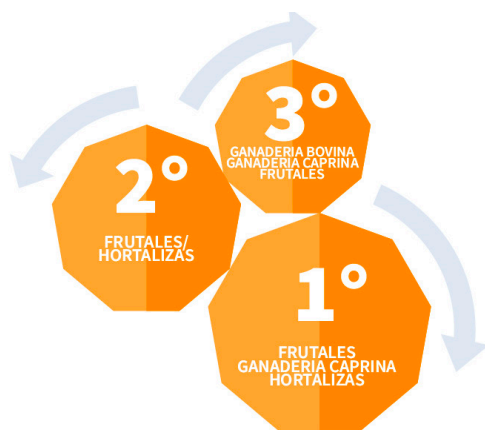 3°
GANADERIA BOVINA
GANADERIA CAPRINA
FRUTALES
2°
FRUTALES/
HORTALIZAS
1°
FRUTALES
GANADERIA CAPRINA
HORTALIZAS